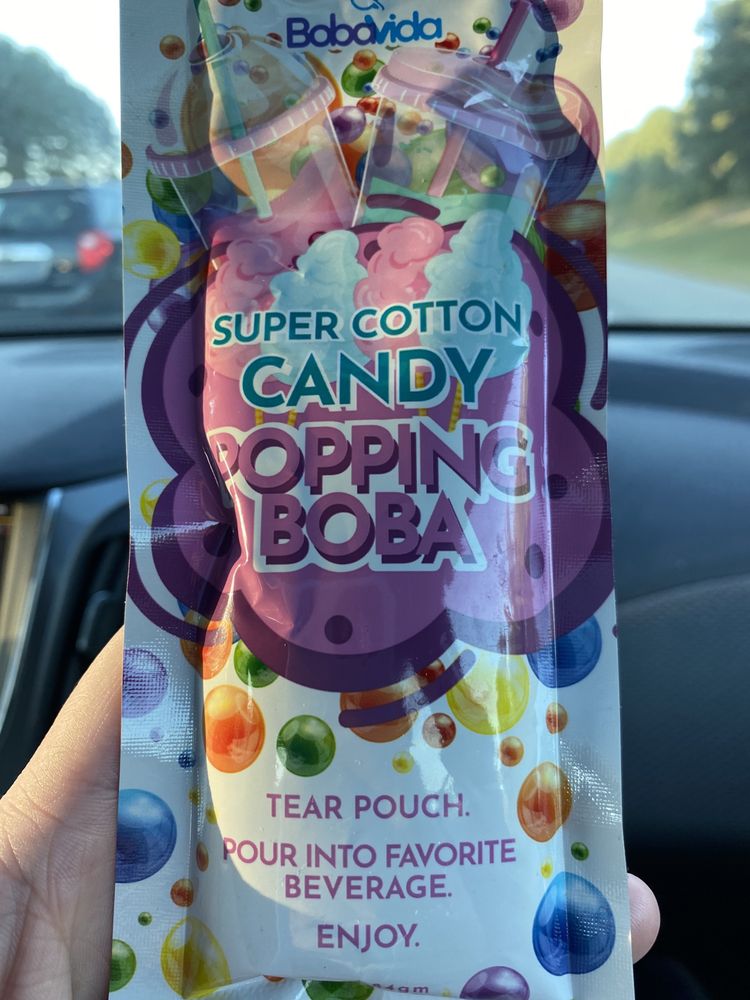 BobaVida
SUPER COTTON
CANDY
POPPING
BOBA
TEAR POUCH.
POUR INTO FAVORITE
BEVERAGE.
ENJOY.